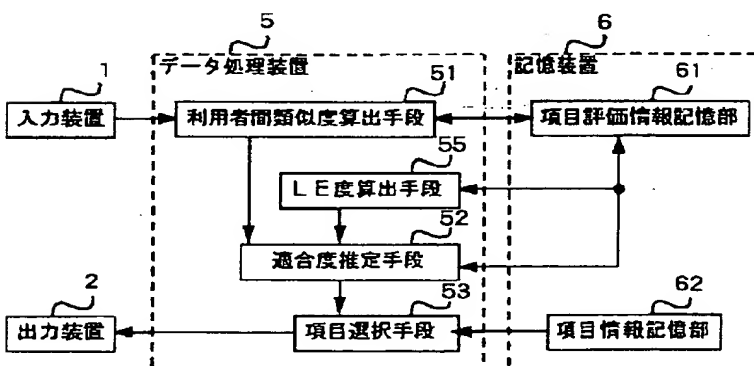 5
6
データ処理装置
記憶装置
1
51
61
入力装置
利用者間類似度算出手段
項目評価情報記憶部
55
ＬＥ度算出手段
52
適合度推定手段
2
53
62
出力装置
項目選択手段
項目情報記憶部